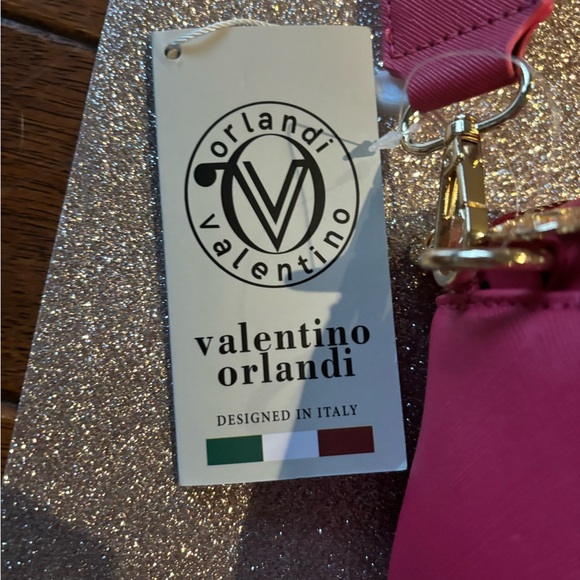 orlandi
V
valentino
valentino
orlandi
DESIGNED IN ITALY